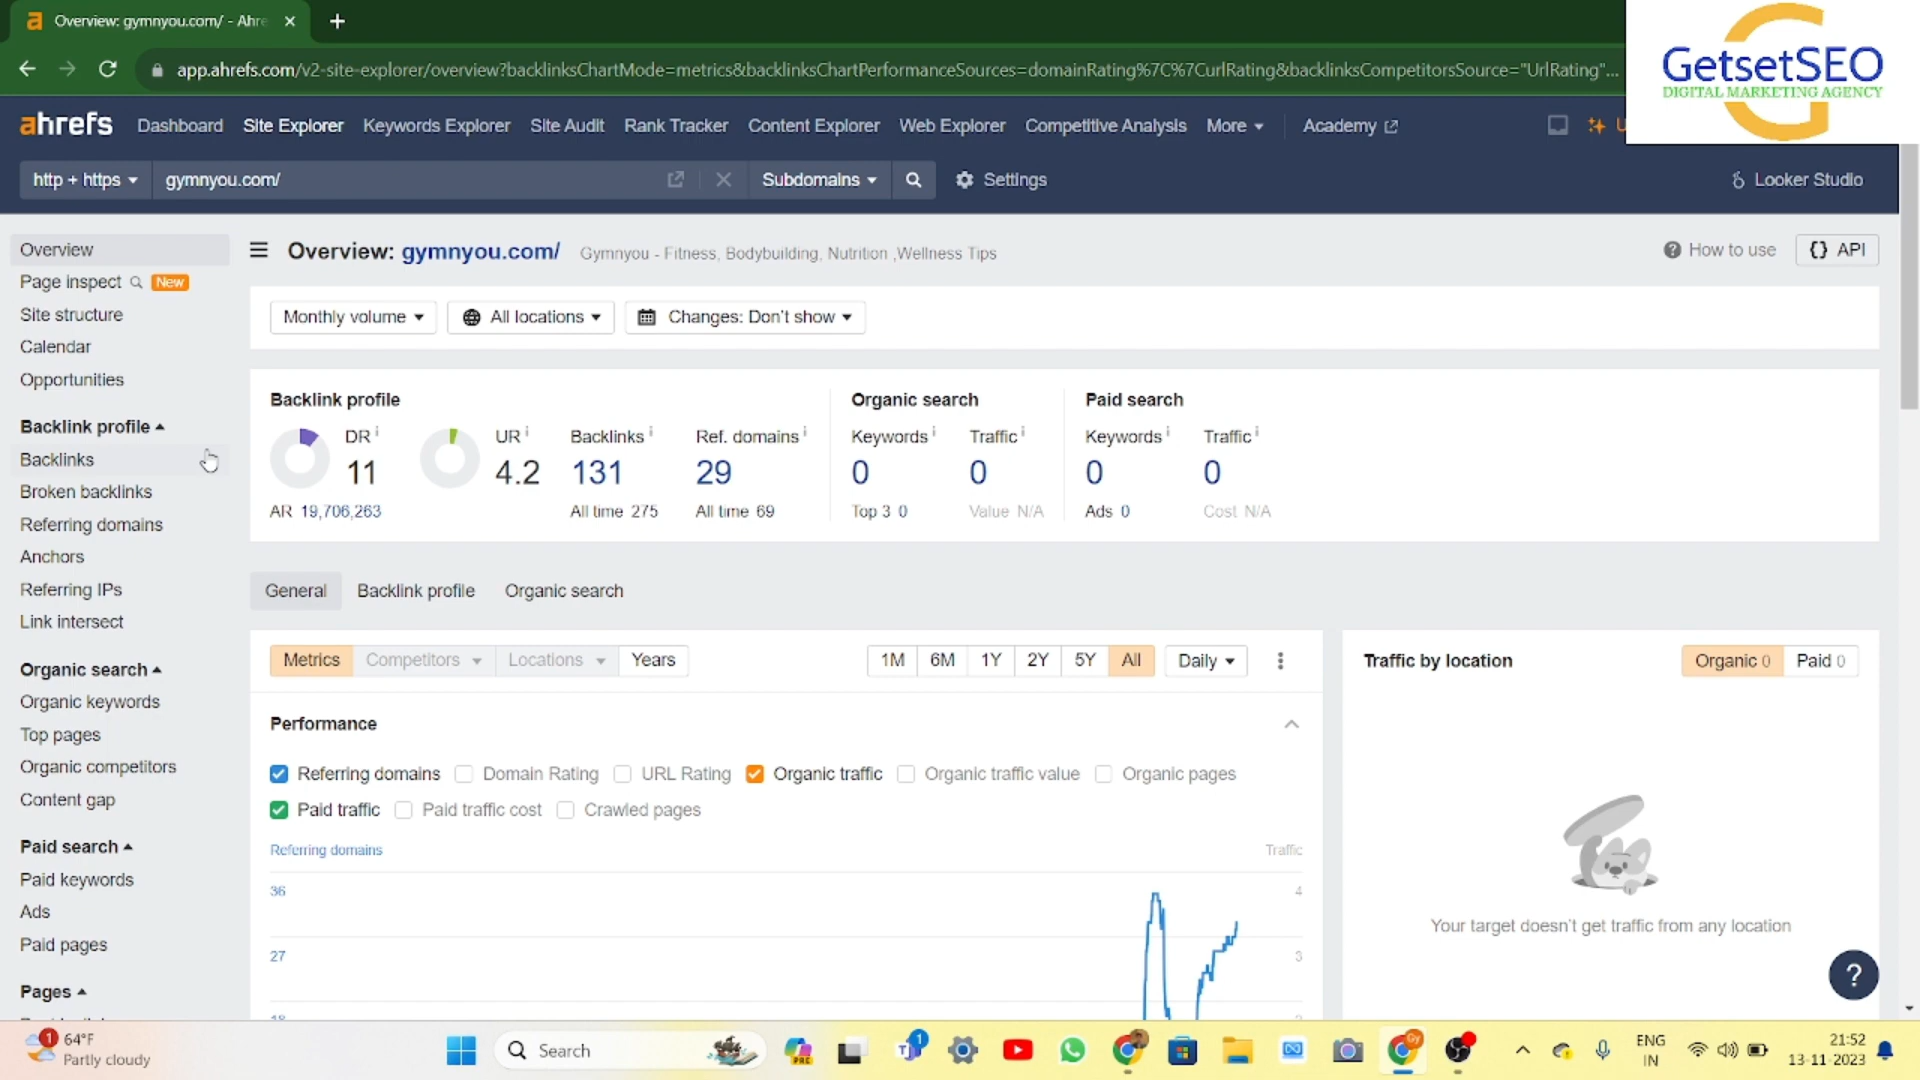 Overview: gymnyou.com/ - Ahre
app.ahrefs.com/v2-site-explorer/overview?backlinksChartMode=metrics&backlinksChartPerformanceSources=domainRating%7C%7CurlRating&backlinksCompetitorsSource="UrlRating"...
GetsetSEO
DIGITAL MARKETING AGENCY
ahrefs Dashboard Site Explorer Keywords Explorer Site Audit Rank Tracker Content Explorer Web Explorer Competitive Analysis More Academy U
http + https gymnyou.com/ Subdomains Settings Looker Studio
Overview
Page inspect New
Site structure
Calendar
Opportunities
Backlink profile
Backlinks
Broken backlinks
Referring domains
Anchors
Referring IPs
Link intersect
Organic search
Organic keywords
Top pages
Organic competitors
Content gap
Paid search
Paid keywords
Ads
Paid pages
Pages
Overview: gymnyou.com/ Gymnyou - Fitness, Bodybuilding, Nutrition ,Wellness Tips How to use {} API
Monthly volume All locations Changes: Don't show
Backlink profile Organic search Paid search
DR UR Backlinks Ref. domains Keywords Traffic Keywords Traffic
11 4.2 131 29 0 0 0 0
AR 19,706,263 All time 275 All time 69 Top 3 0 Value N/A Ads 0 Cost N/A
General Backlink profile Organic search
Metrics Competitors Locations Years 1M 6M 1Y 2Y 5Y All Daily
Performance
Referring domains Domain Rating URL Rating Organic traffic Organic traffic value Organic pages
Paid traffic Paid traffic cost Crawled pages
Referring domains Traffic
36 4
27 3
Traffic by location Organic 0 Paid 0
Your target doesn't get traffic from any location
?
1 64°F
Partly cloudy
Search
PRE
1
Gy
ENG
IN
21:52
13-11-2023